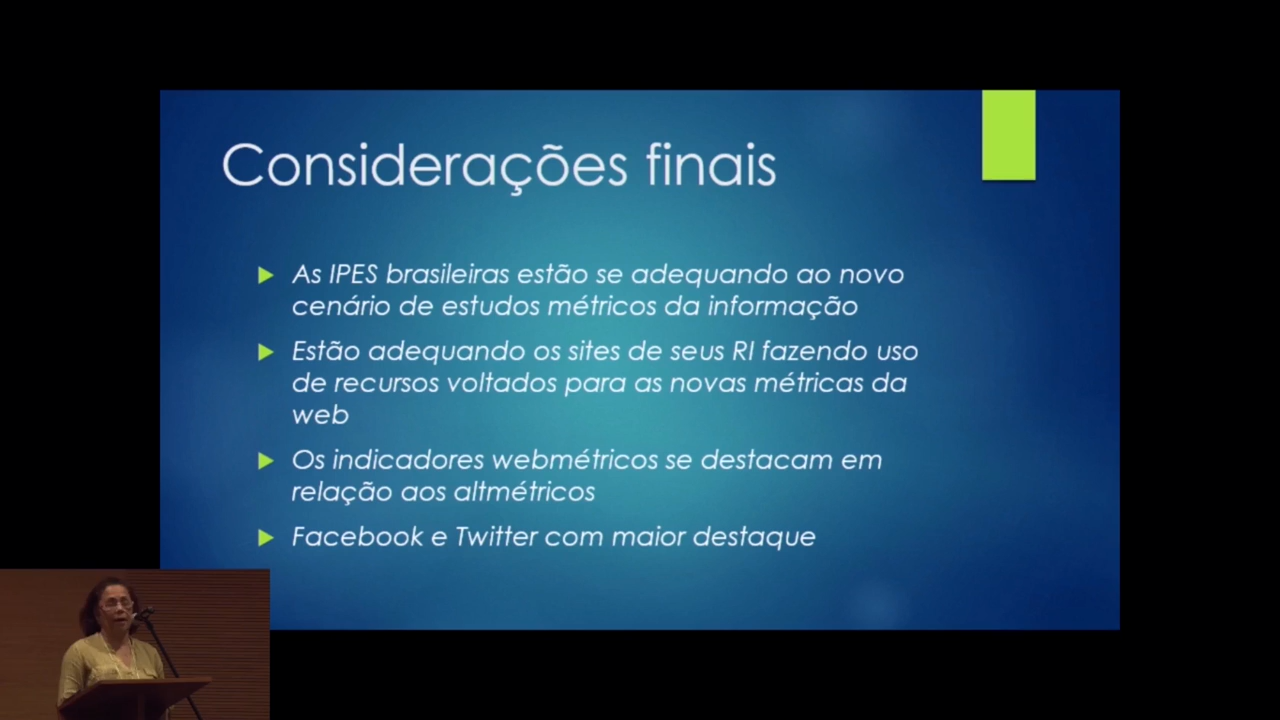 Considerações finais
As IPES brasileiras estão se adequando ao novo
cenário de estudos métricos da informação
Estão adequando os sites de seus RI fazendo uso
de recursos voltados para as novas métricas da
web
Os indicadores webmétricos se destacam em
relação aos altmétricos
Facebook e Twitter com maior destaque